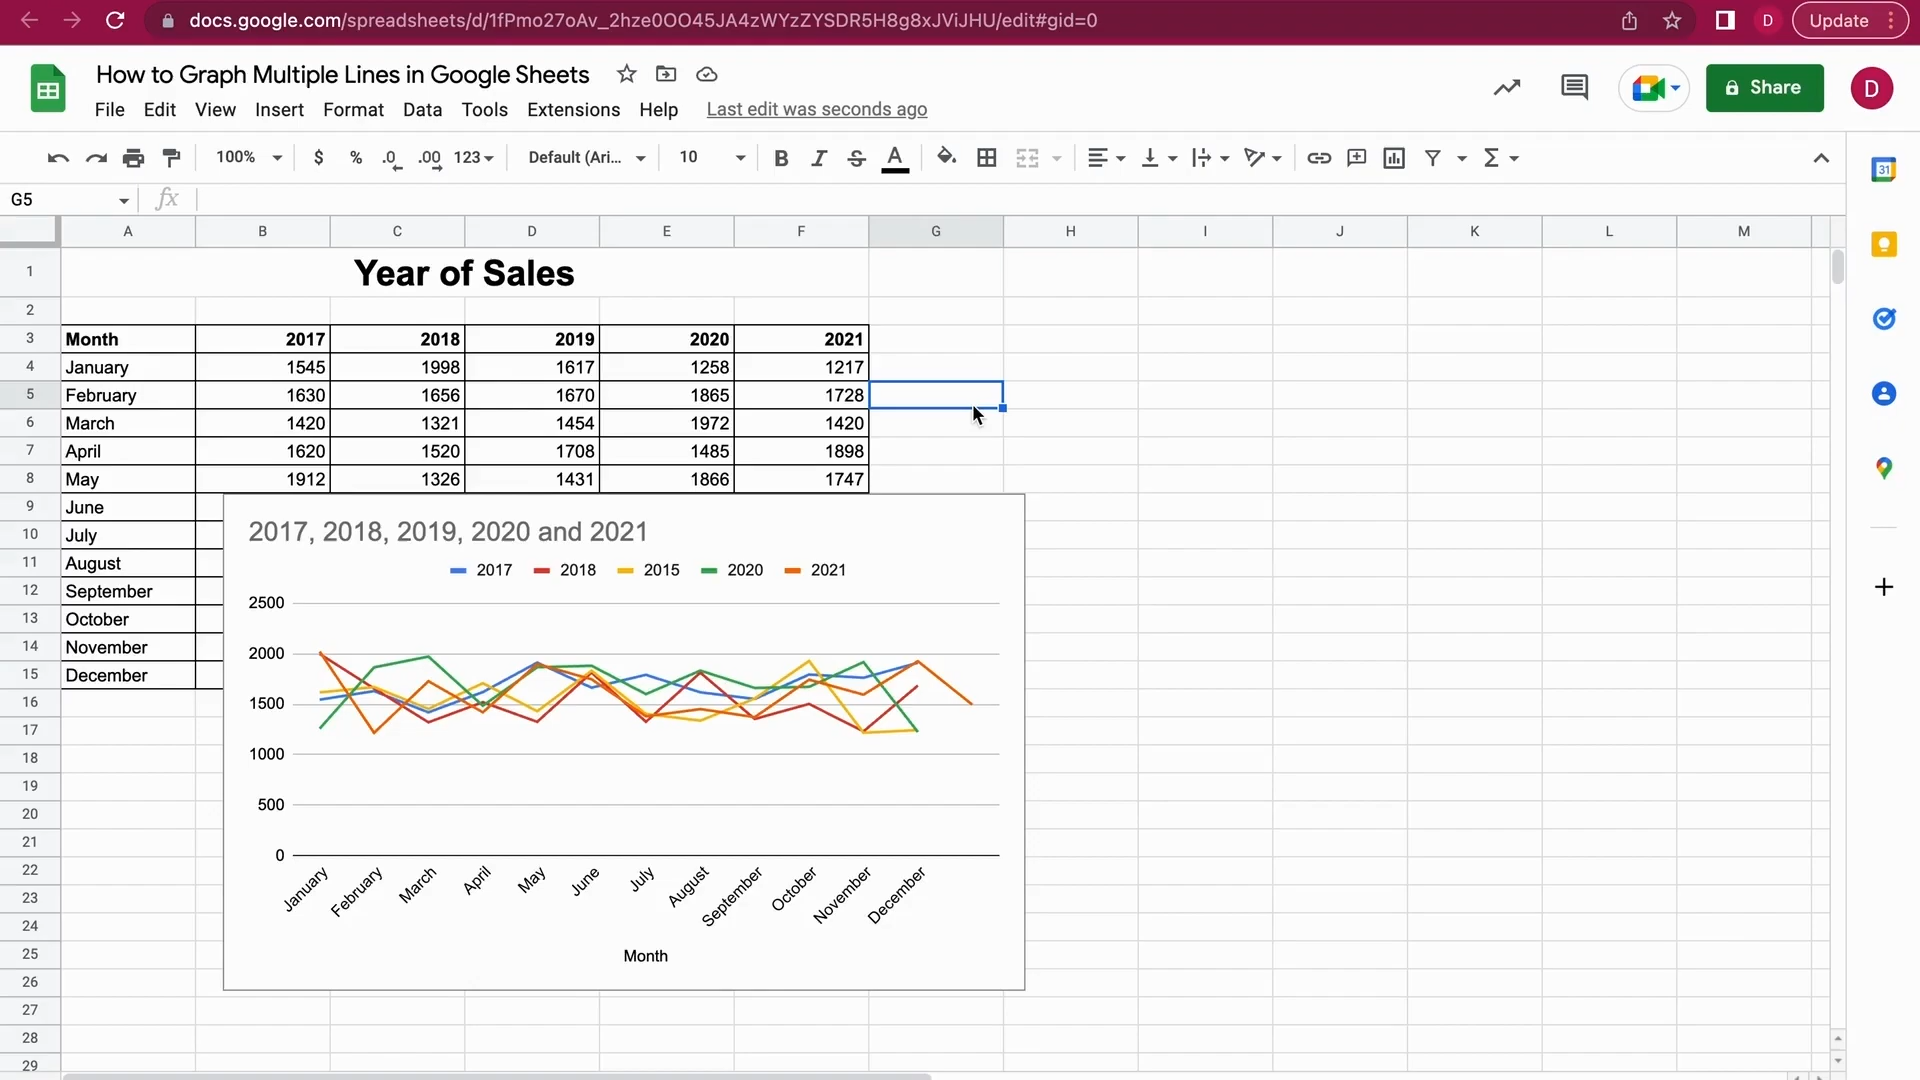 docs.google.com/spreadsheets/d/1fPmo27oAv_2hze0OO45JA4zWYzZYSDR5H8g8xJViJHU/edit#gid=0
D
Update
How to Graph Multiple Lines in Google Sheets
File Edit View Insert Format Data Tools Extensions Help Last edit was seconds ago
Share
D
100% $ % .0 .00 123 Default (Ari... 10 B I S A
31
G5 fx
A B C D E F G H I J K L M
1 Year of Sales
2
3 Month 2017 2018 2019 2020 2021
4 January 1545 1998 1617 1258 1217
5 February 1630 1656 1670 1865 1728
6 March 1420 1321 1454 1972 1420
7 April 1620 1520 1708 1485 1898
8 May 1912 1326 1431 1866 1747
9 June
10 July
11 August
12 September
13 October
14 November
15 December
16
17
18
19
20
21
22
23
24
25
26
27
28
29
2017, 2018, 2019, 2020 and 2021
2017 2018 2015 2020 2021
2500
2000
1500
1000
500
0
January February March April May June July August September October November December
Month